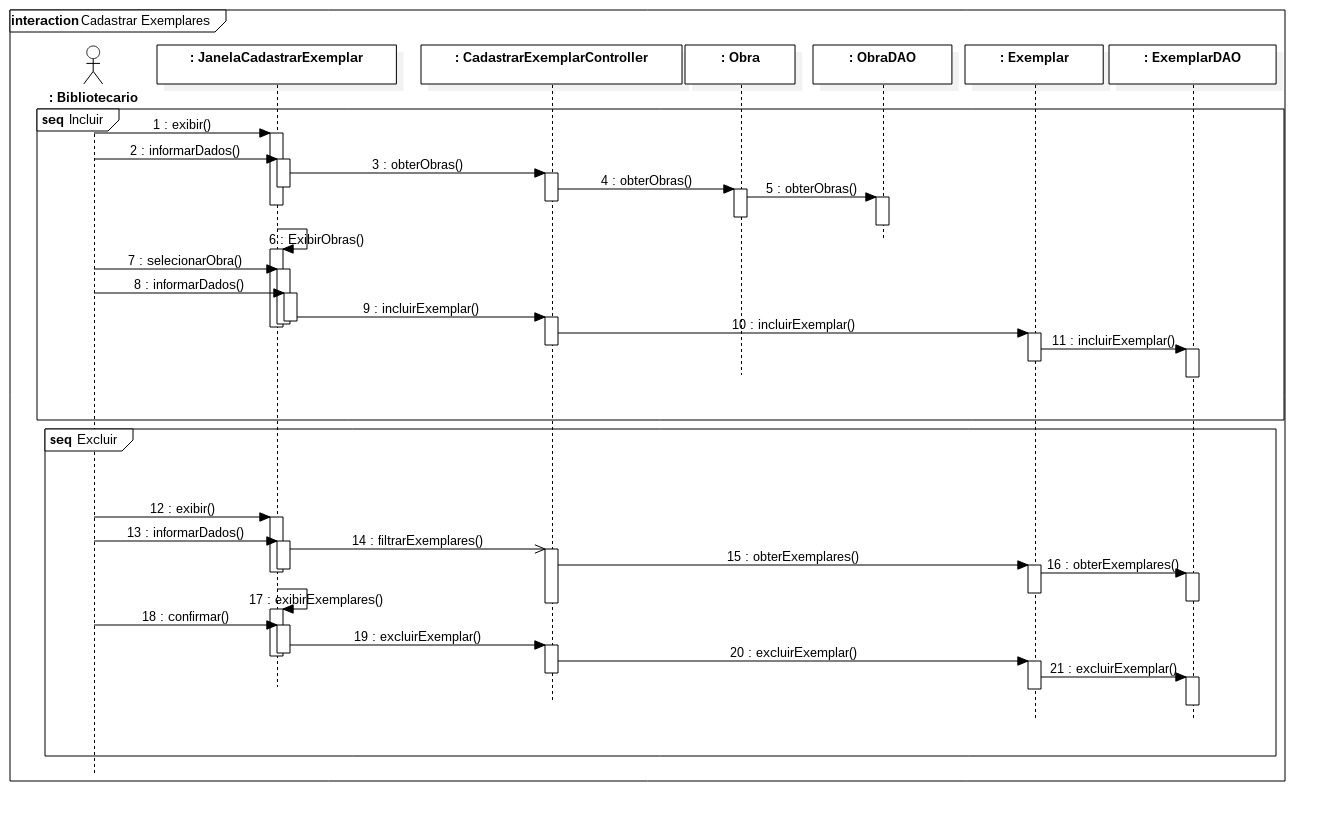 interaction Cadastrar Exemplares
: JanelaCadastrarExemplar
: CadastrarExemplarController
: Obra
: ObraDAO
: Exemplar
: ExemplarDAO
: Bibliotecario
seq Incluir
1 : exibir()
2 : informarDados()
3 : obterObras()
4 : obterObras()
5 : obterObras()
6 : ExibirObras()
7 : selecionarObra()
8 : informarDados()
9 : incluirExemplar()
10 : incluirExemplar()
11 : incluirExemplar()
seq Excluir
12 : exibir()
13 : informarDados()
14 : filtrarExemplares()
15 : obterExemplares()
16 : obterExemplares()
17 : exibirExemplares()
18 : confirmar()
19 : excluirExemplar()
20 : excluirExemplar()
21 : excluirExemplar()